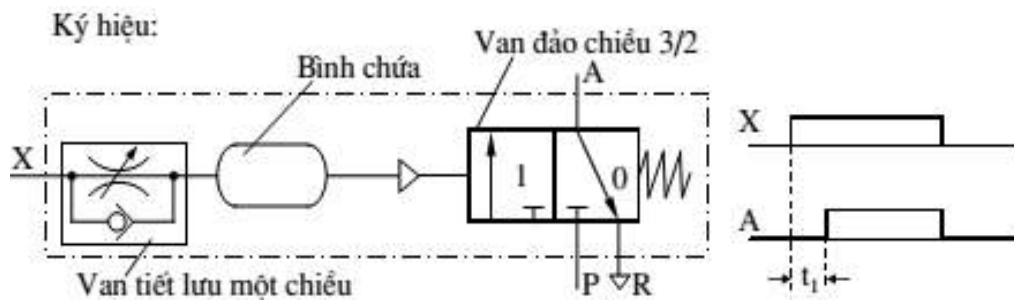 Ký hiệu:
Van đảo chiều 3/2
Bình chứa
A
X
X
1
0
A
Van tiết lưu một chiều
P
R
t₁